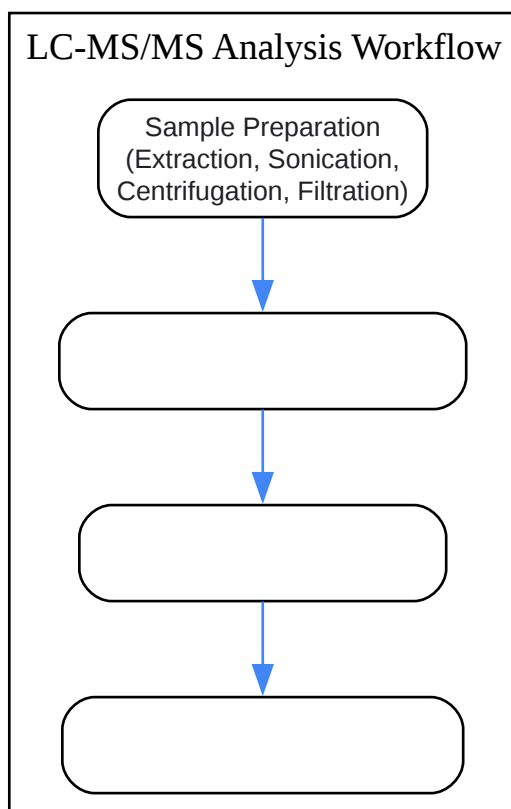 LC-MS/MS Analysis Workflow
Sample Preparation
(Extraction, Sonication,
Centrifugation, Filtration)